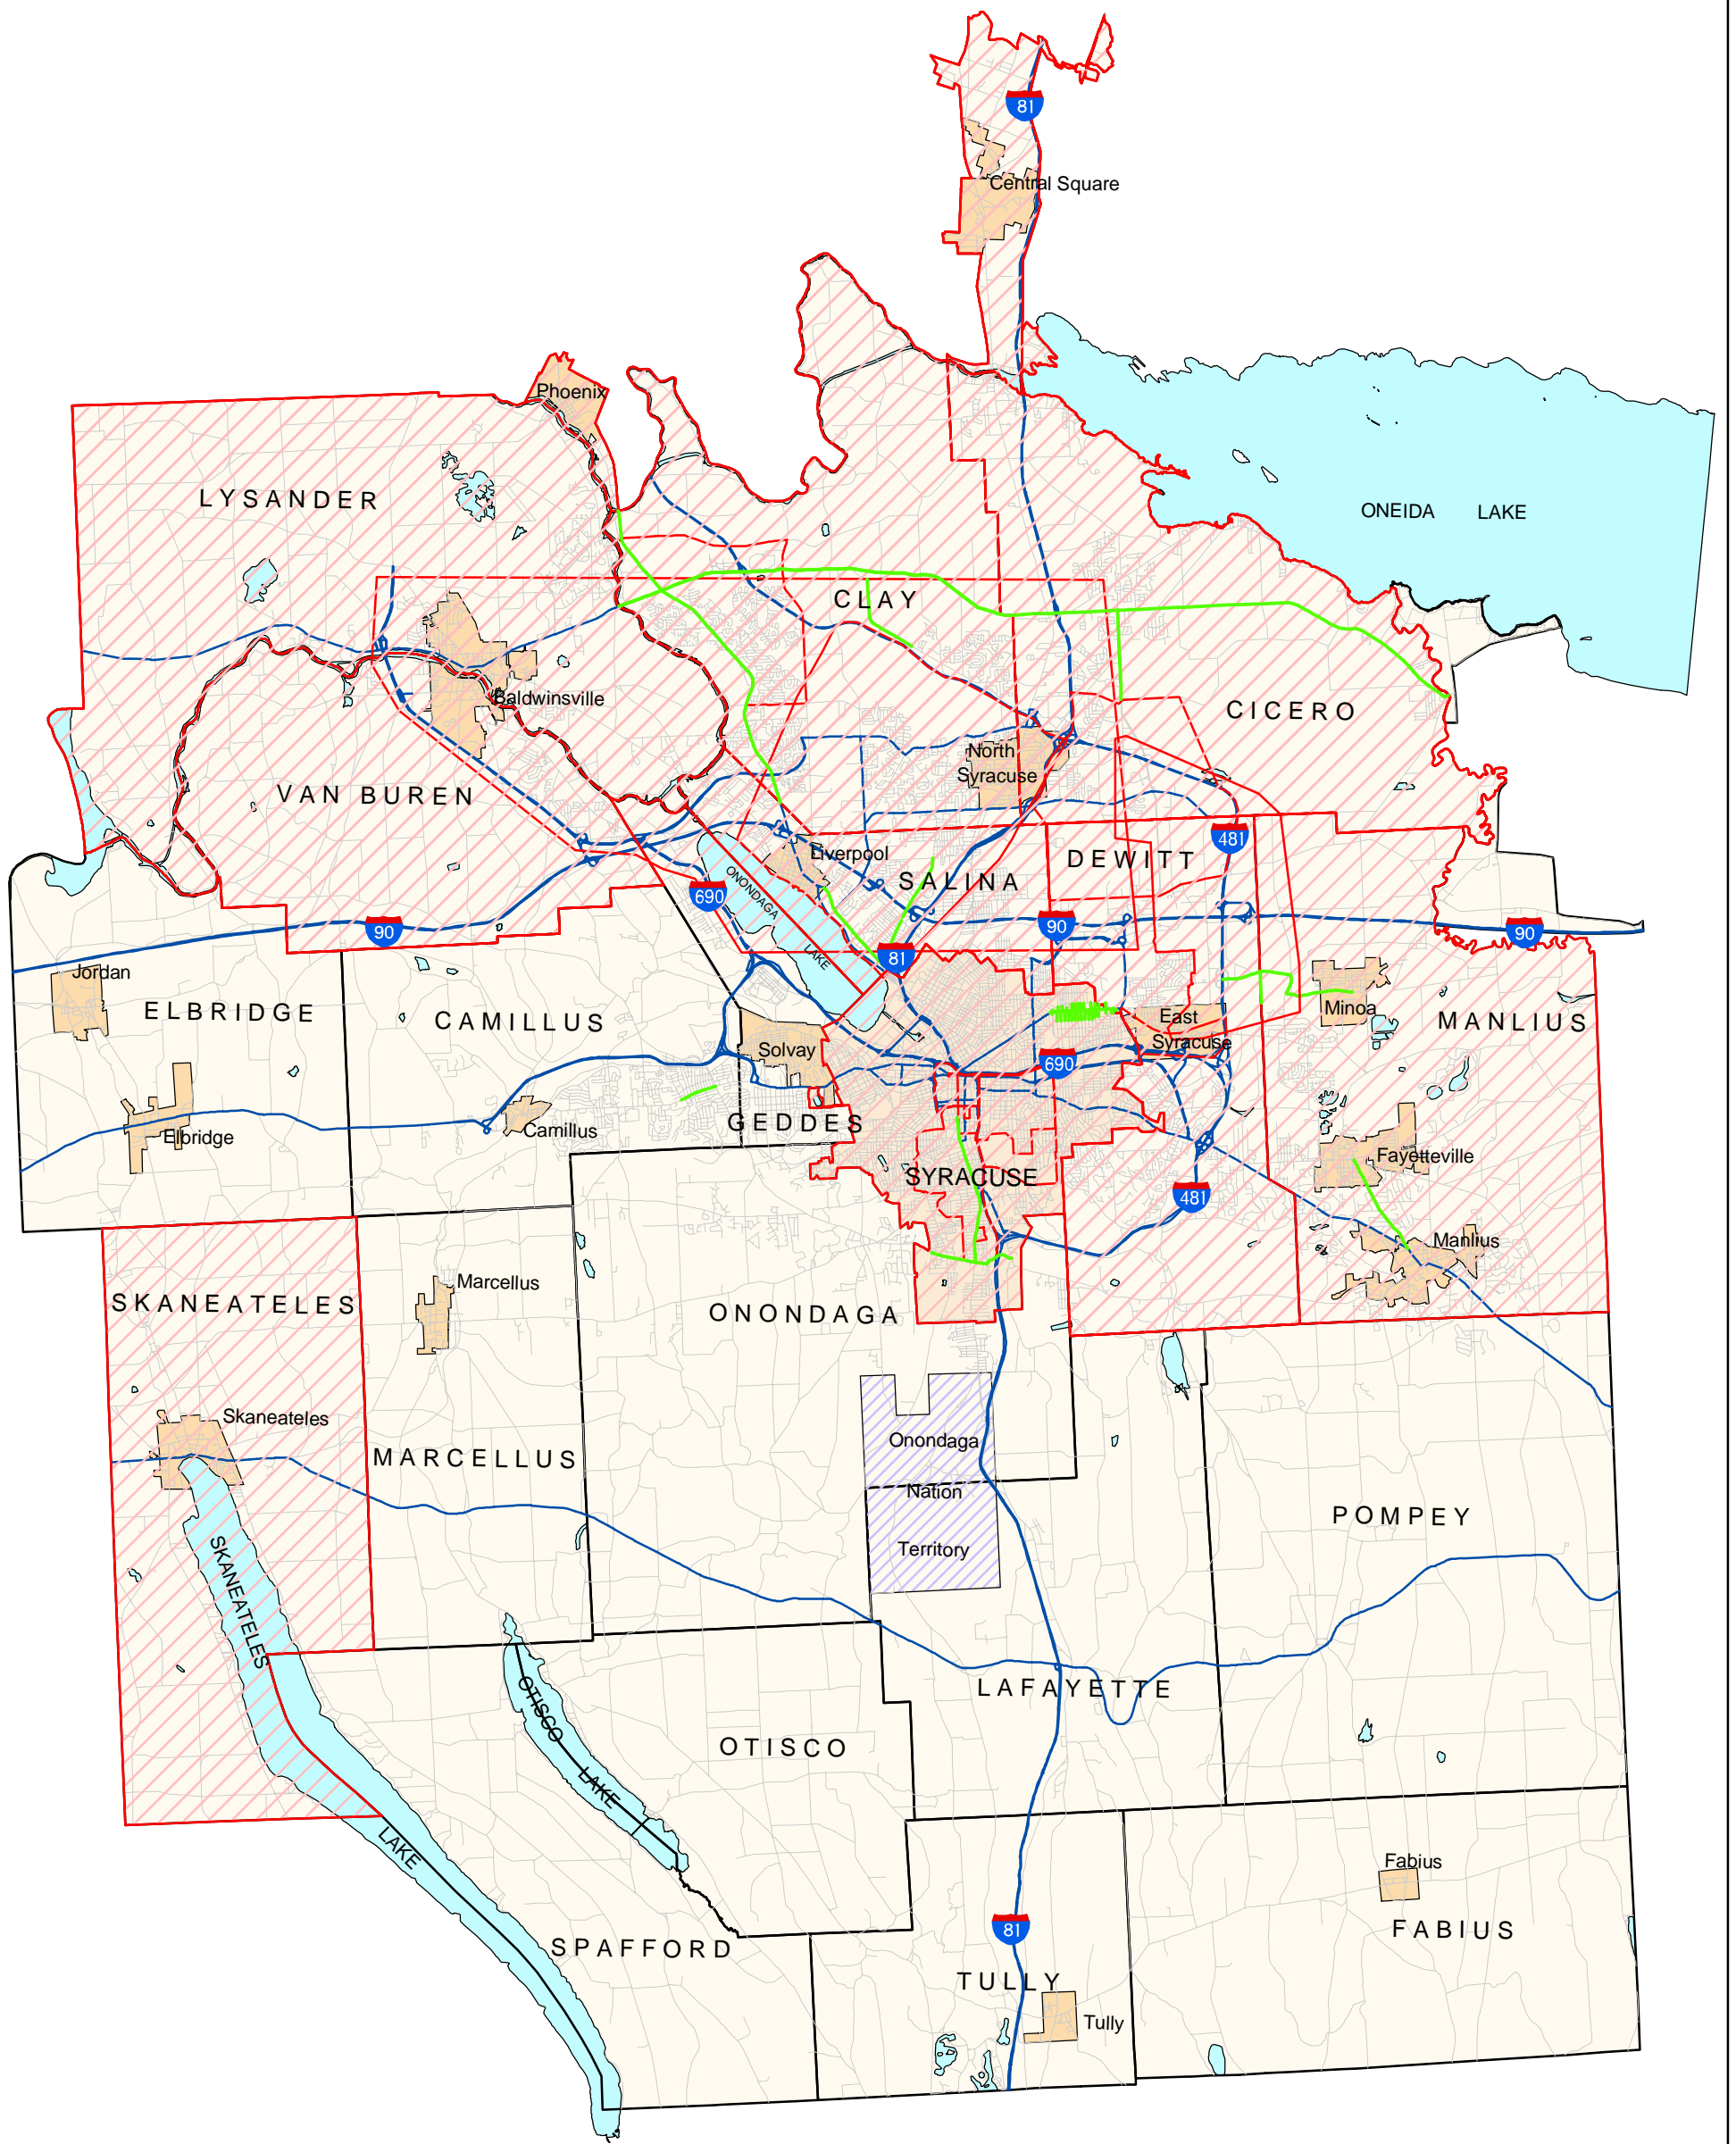 81
Central Square
Phoenix
LYSANDER
ONEIDA LAKE
CLAY
Baldwinsville
CICERO
North
Syracuse
VAN BUREN
481
Liverpool
DEWITT
SALINA
ONONDAGA
LAKE
690
90
90
90
81
Jordan
ELBRIDGE
CAMILLUS
Minoa
MANLIUS
East
Syracuse
Solvay
690
Elbridge
Camillus
GEDDES
Fayetteville
SYRACUSE
481
Manlius
Marcellus
SKANEATELES
ONONDAGA
Skaneateles
MARCELLUS
Onondaga
Nation
Territory
POMPEY
SKANEATELES
LAKE
OTISCO
LAKE
OTISCO
LAFAYETTE
Fabius
FABIUS
81
SPAFFORD
TULLY
Tully